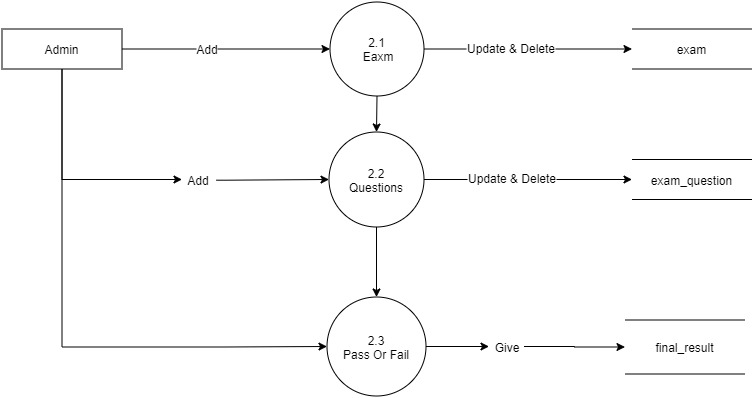 Admin
Add
2.1
Eaxm
Update & Delete
exam
Add
2.2
Questions
Update & Delete
exam_question
2.3
Pass Or Fail
Give
final_result